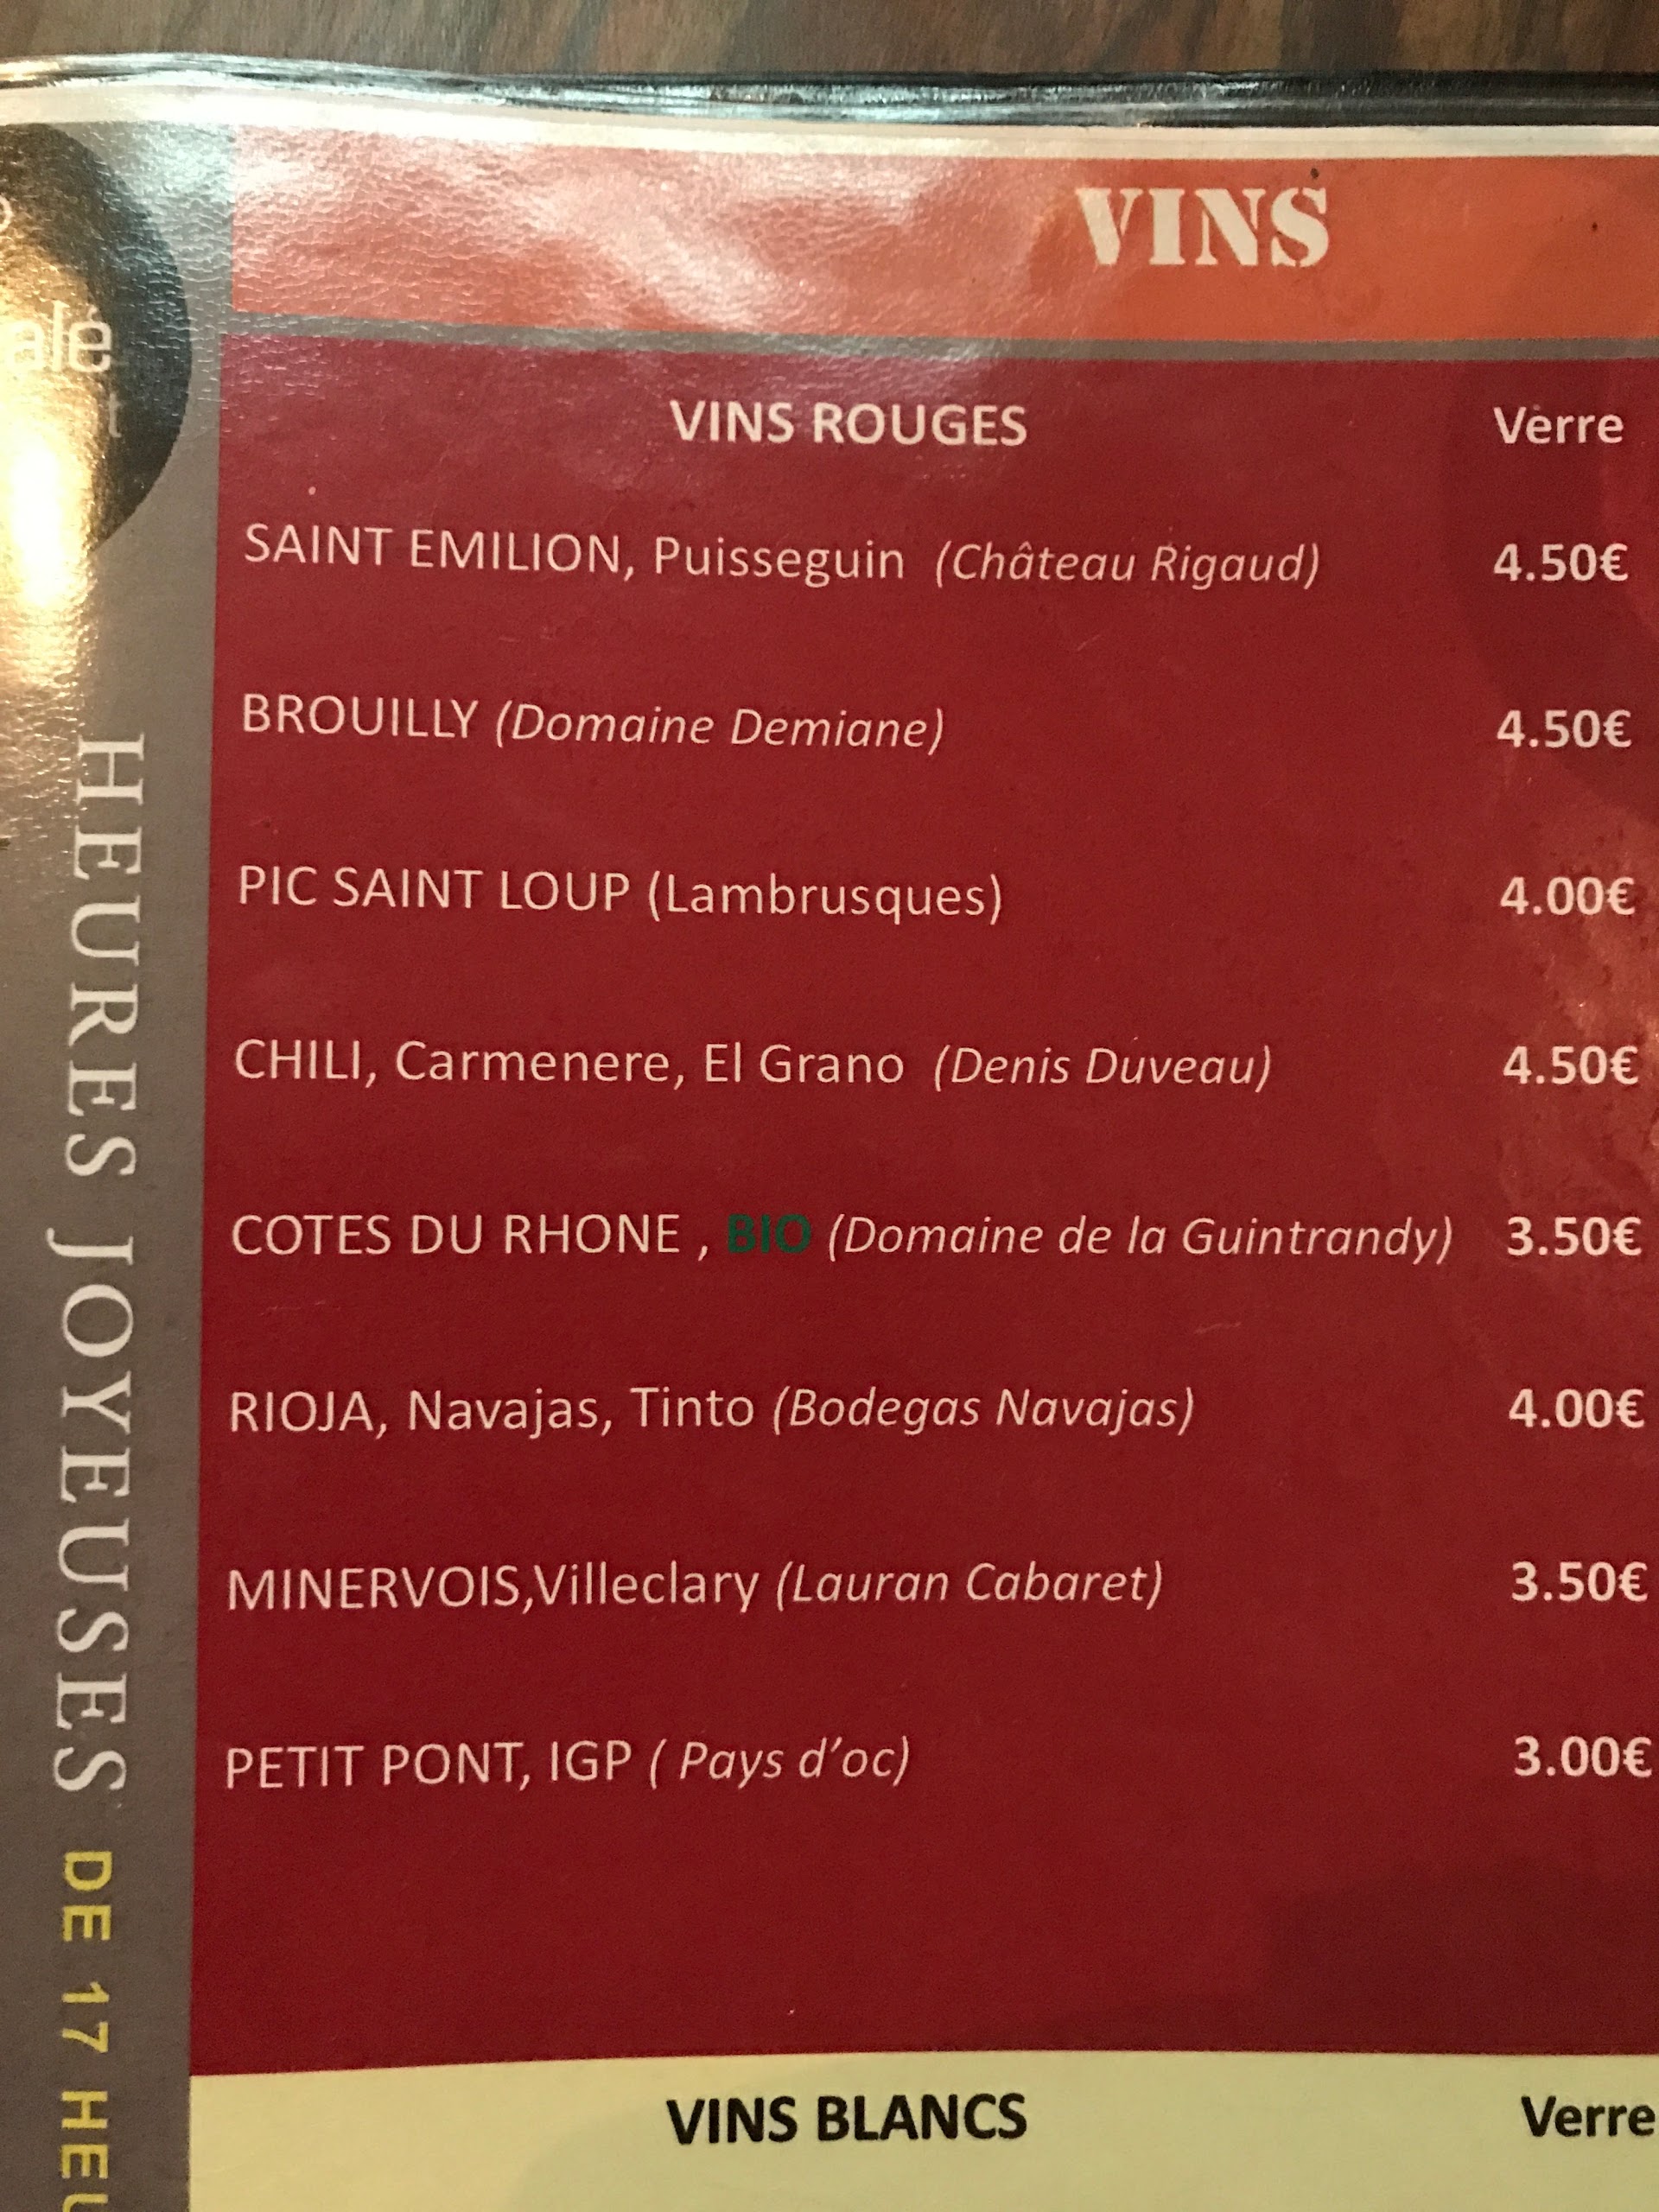 alé
t
VINS
VINS ROUGES Verre
SAINT EMILION, Puisseguin (Château Rigaud) 4.50€
BROUILLY (Domaine Demiane) 4.50€
PIC SAINT LOUP (Lambrusques) 4.00€
CHILI, Carmenere, El Grano (Denis Duveau) 4.50€
COTES DU RHONE , BIO (Domaine de la Guintrandy) 3.50€
RIOJA, Navajas, Tinto (Bodegas Navajas) 4.00€
MINERVOIS,Villeclary (Lauran Cabaret) 3.50€
PETIT PONT, IGP ( Pays d’oc) 3.00€
VINS BLANCS Verre
HEURES JOYEUSES DE 17 HEU